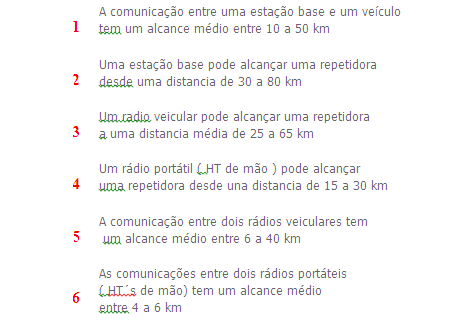 A comunicação entre uma estação base e um veículo
1 tem um alcance médio entre 10 a 50 km
Uma estação base pode alcançar uma repetidora
2 desde uma distancia de 30 a 80 km
Um radio veicular pode alcançar uma repetidora
3 a uma distancia média de 25 a 65 km
Um rádio portátil ( HT de mão ) pode alcançar
4 uma repetidora desde una distancia de 15 a 30 km
A comunicação entre dois rádios veiculares tem
5 um alcance médio entre 6 a 40 km
As comunicações entre dois rádios portáteis
( HT´s de mão) tem um alcance médio
6 entre 4 a 6 km